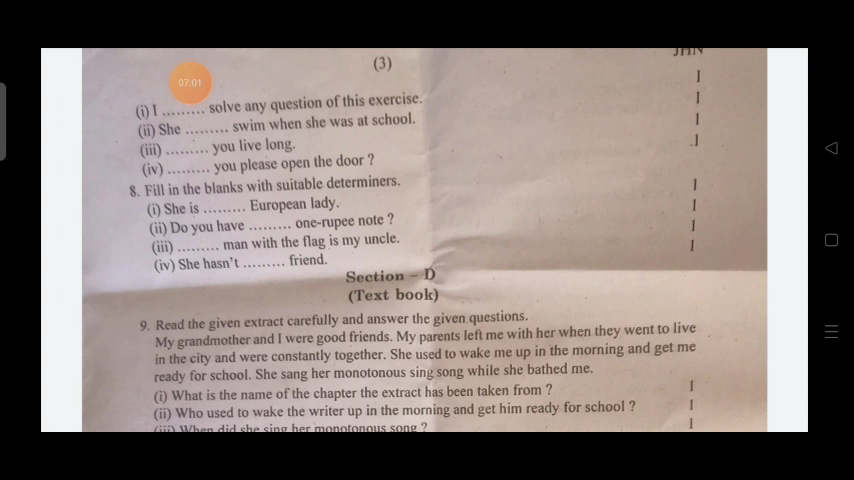 JHN
(3)
07:01
(i) I ......... solve any question of this exercise. 1
(ii) She ......... swim when she was at school. 1
(iii) ......... you live long. 1
(iv) ......... you please open the door ? 1
8. Fill in the blanks with suitable determiners.
(i) She is ......... European lady. 1
(ii) Do you have ......... one-rupee note ? 1
(iii) ......... man with the flag is my uncle. 1
(iv) She hasn't ......... friend. 1
Section – D
(Text book)
9. Read the given extract carefully and answer the given questions.
My grandmother and I were good friends. My parents left me with her when they went to live
in the city and were constantly together. She used to wake me up in the morning and get me
ready for school. She sang her monotonous sing song while she bathed me.
(i) What is the name of the chapter the extract has been taken from ? 1
(ii) Who used to wake the writer up in the morning and get him ready for school ? 1
(iii) When did she sing her monotonous song ? 1